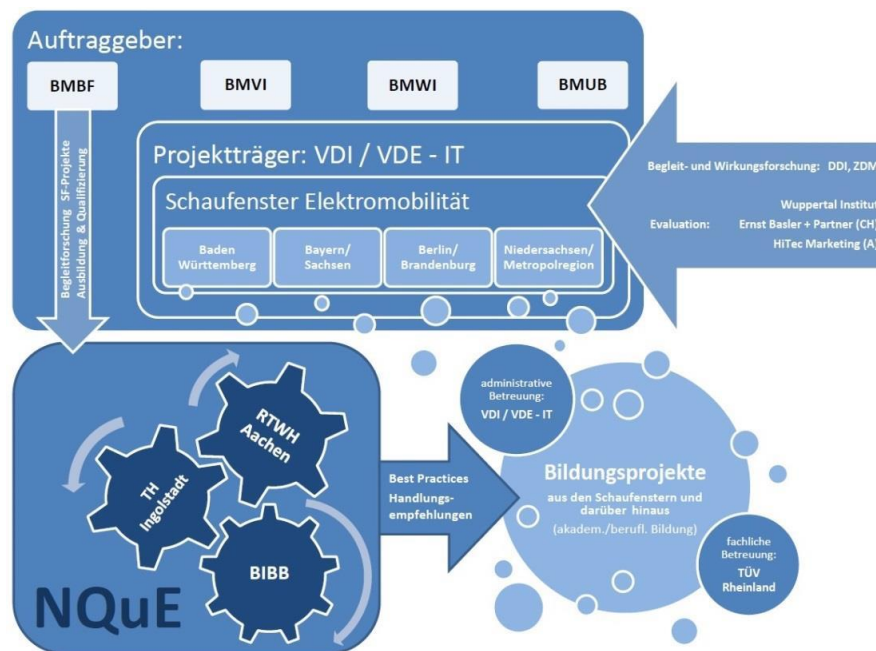 Auftraggeber:
BMBF
BMVI
BMWI
BMUB
Begleitforschung SF-Projekte
Ausbildung & Qualifizierung
Projektträger: VDI / VDE - IT
Schaufenster Elektromobilität
Baden
Württemberg
Bayern/
Sachsen
Berlin/
Brandenburg
Niedersachsen/
Metropolregion
Begleit- und Wirkungsforschung: DDI, ZDM
Wuppertal Institut
Evaluation: Ernst Basler + Partner (CH)
HiTec Marketing (A)
RTWH
Aachen
TH
Ingolstadt
BIBB
NQuE
Best Practices
Handlungs-
empfehlungen
administrative
Betreuung:
VDI / VDE - IT
Bildungsprojekte
aus den Schaufenstern und
darüber hinaus
(akadem./berufl. Bildung)
fachliche
Betreuung:
TÜV
Rheinland